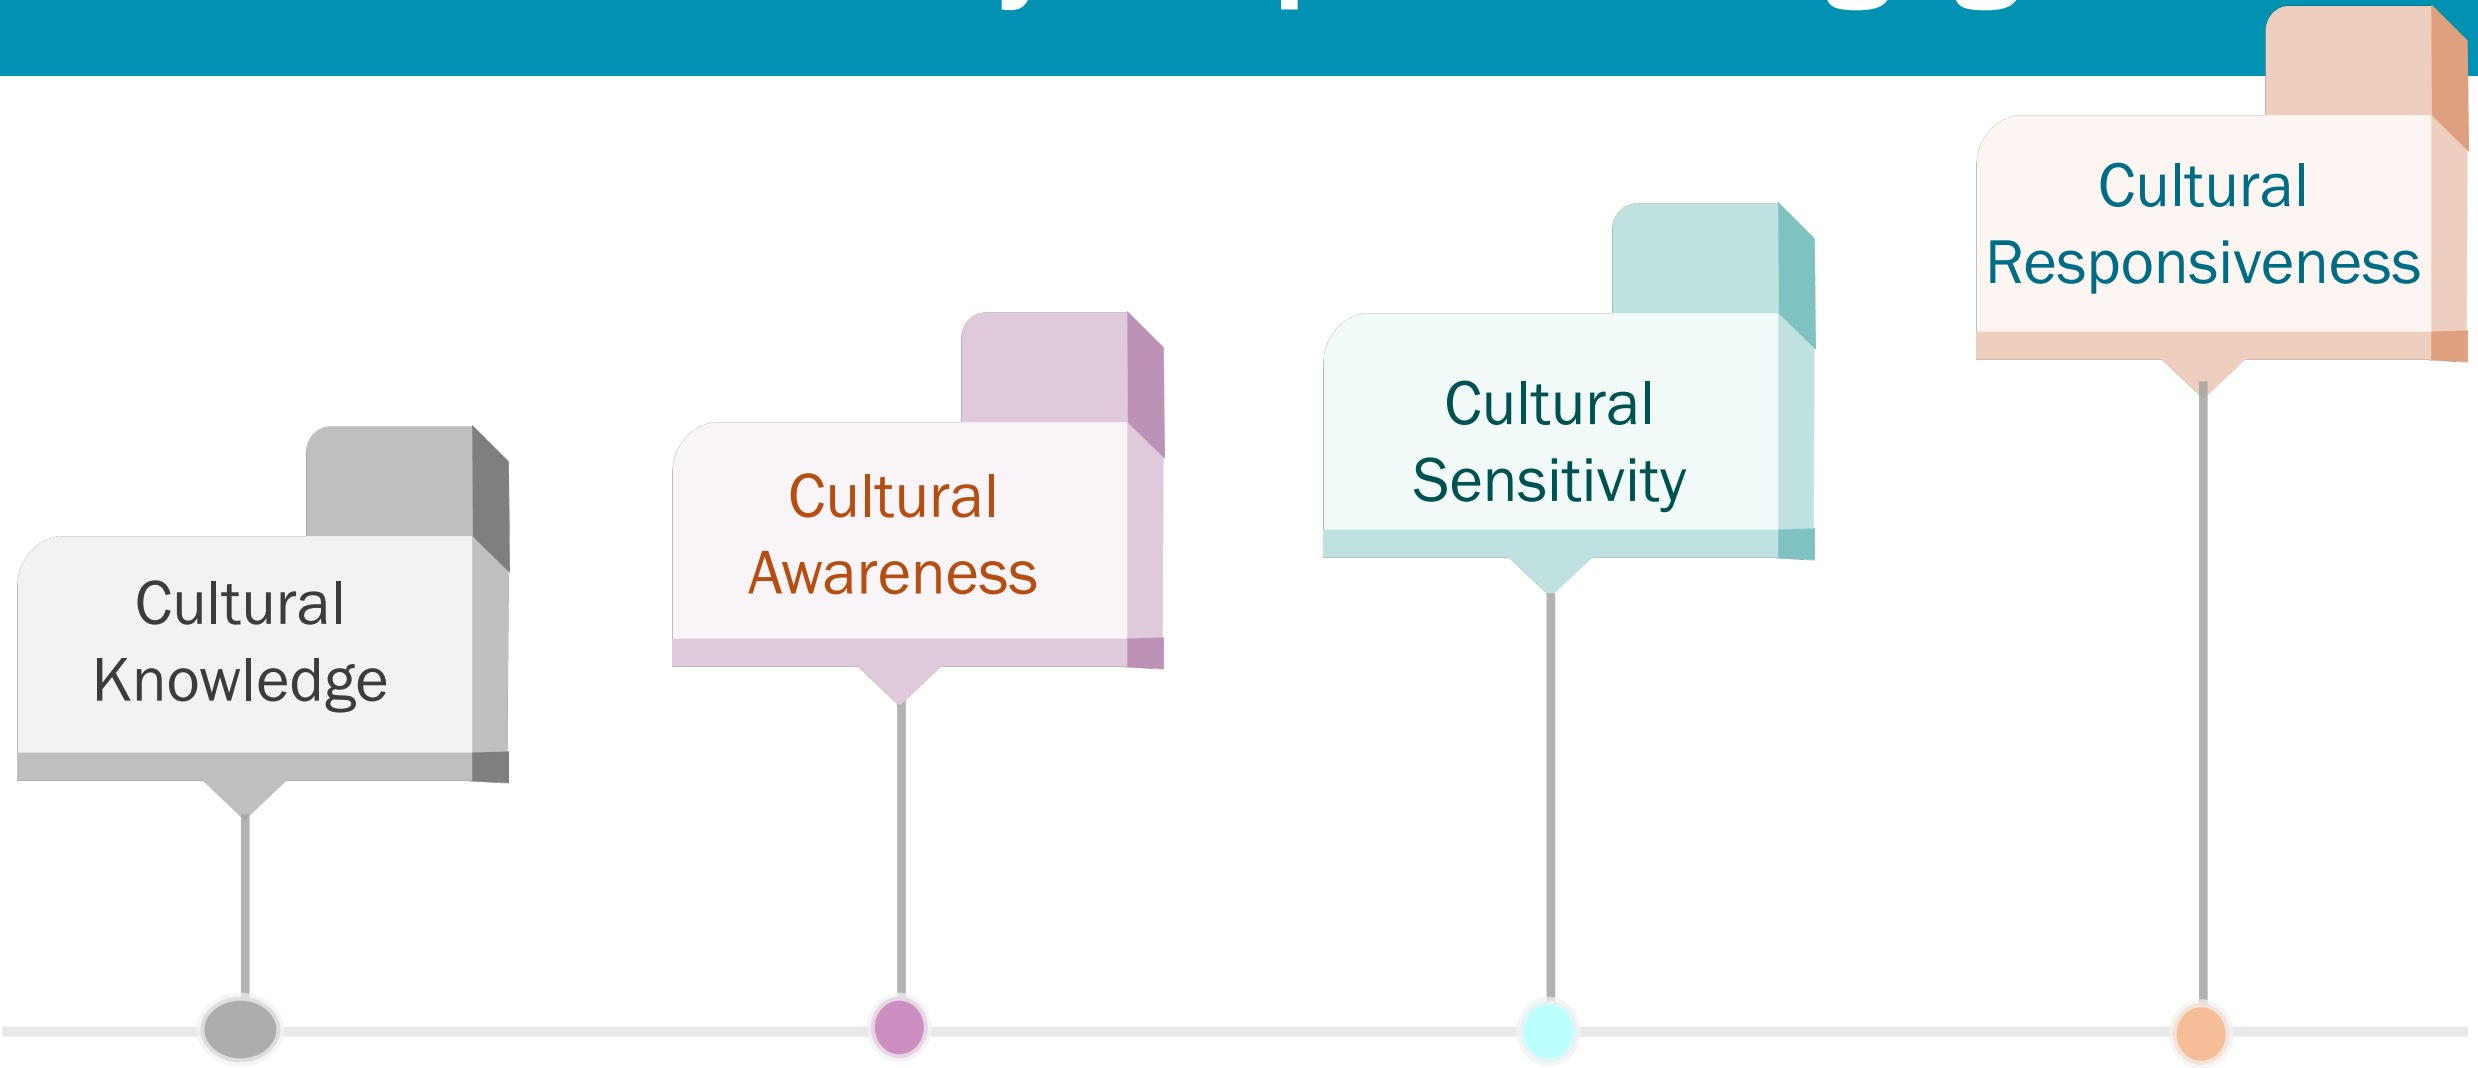 Cultural
Knowledge
Cultural
Awareness
Cultural
Sensitivity
Cultural
Responsiveness